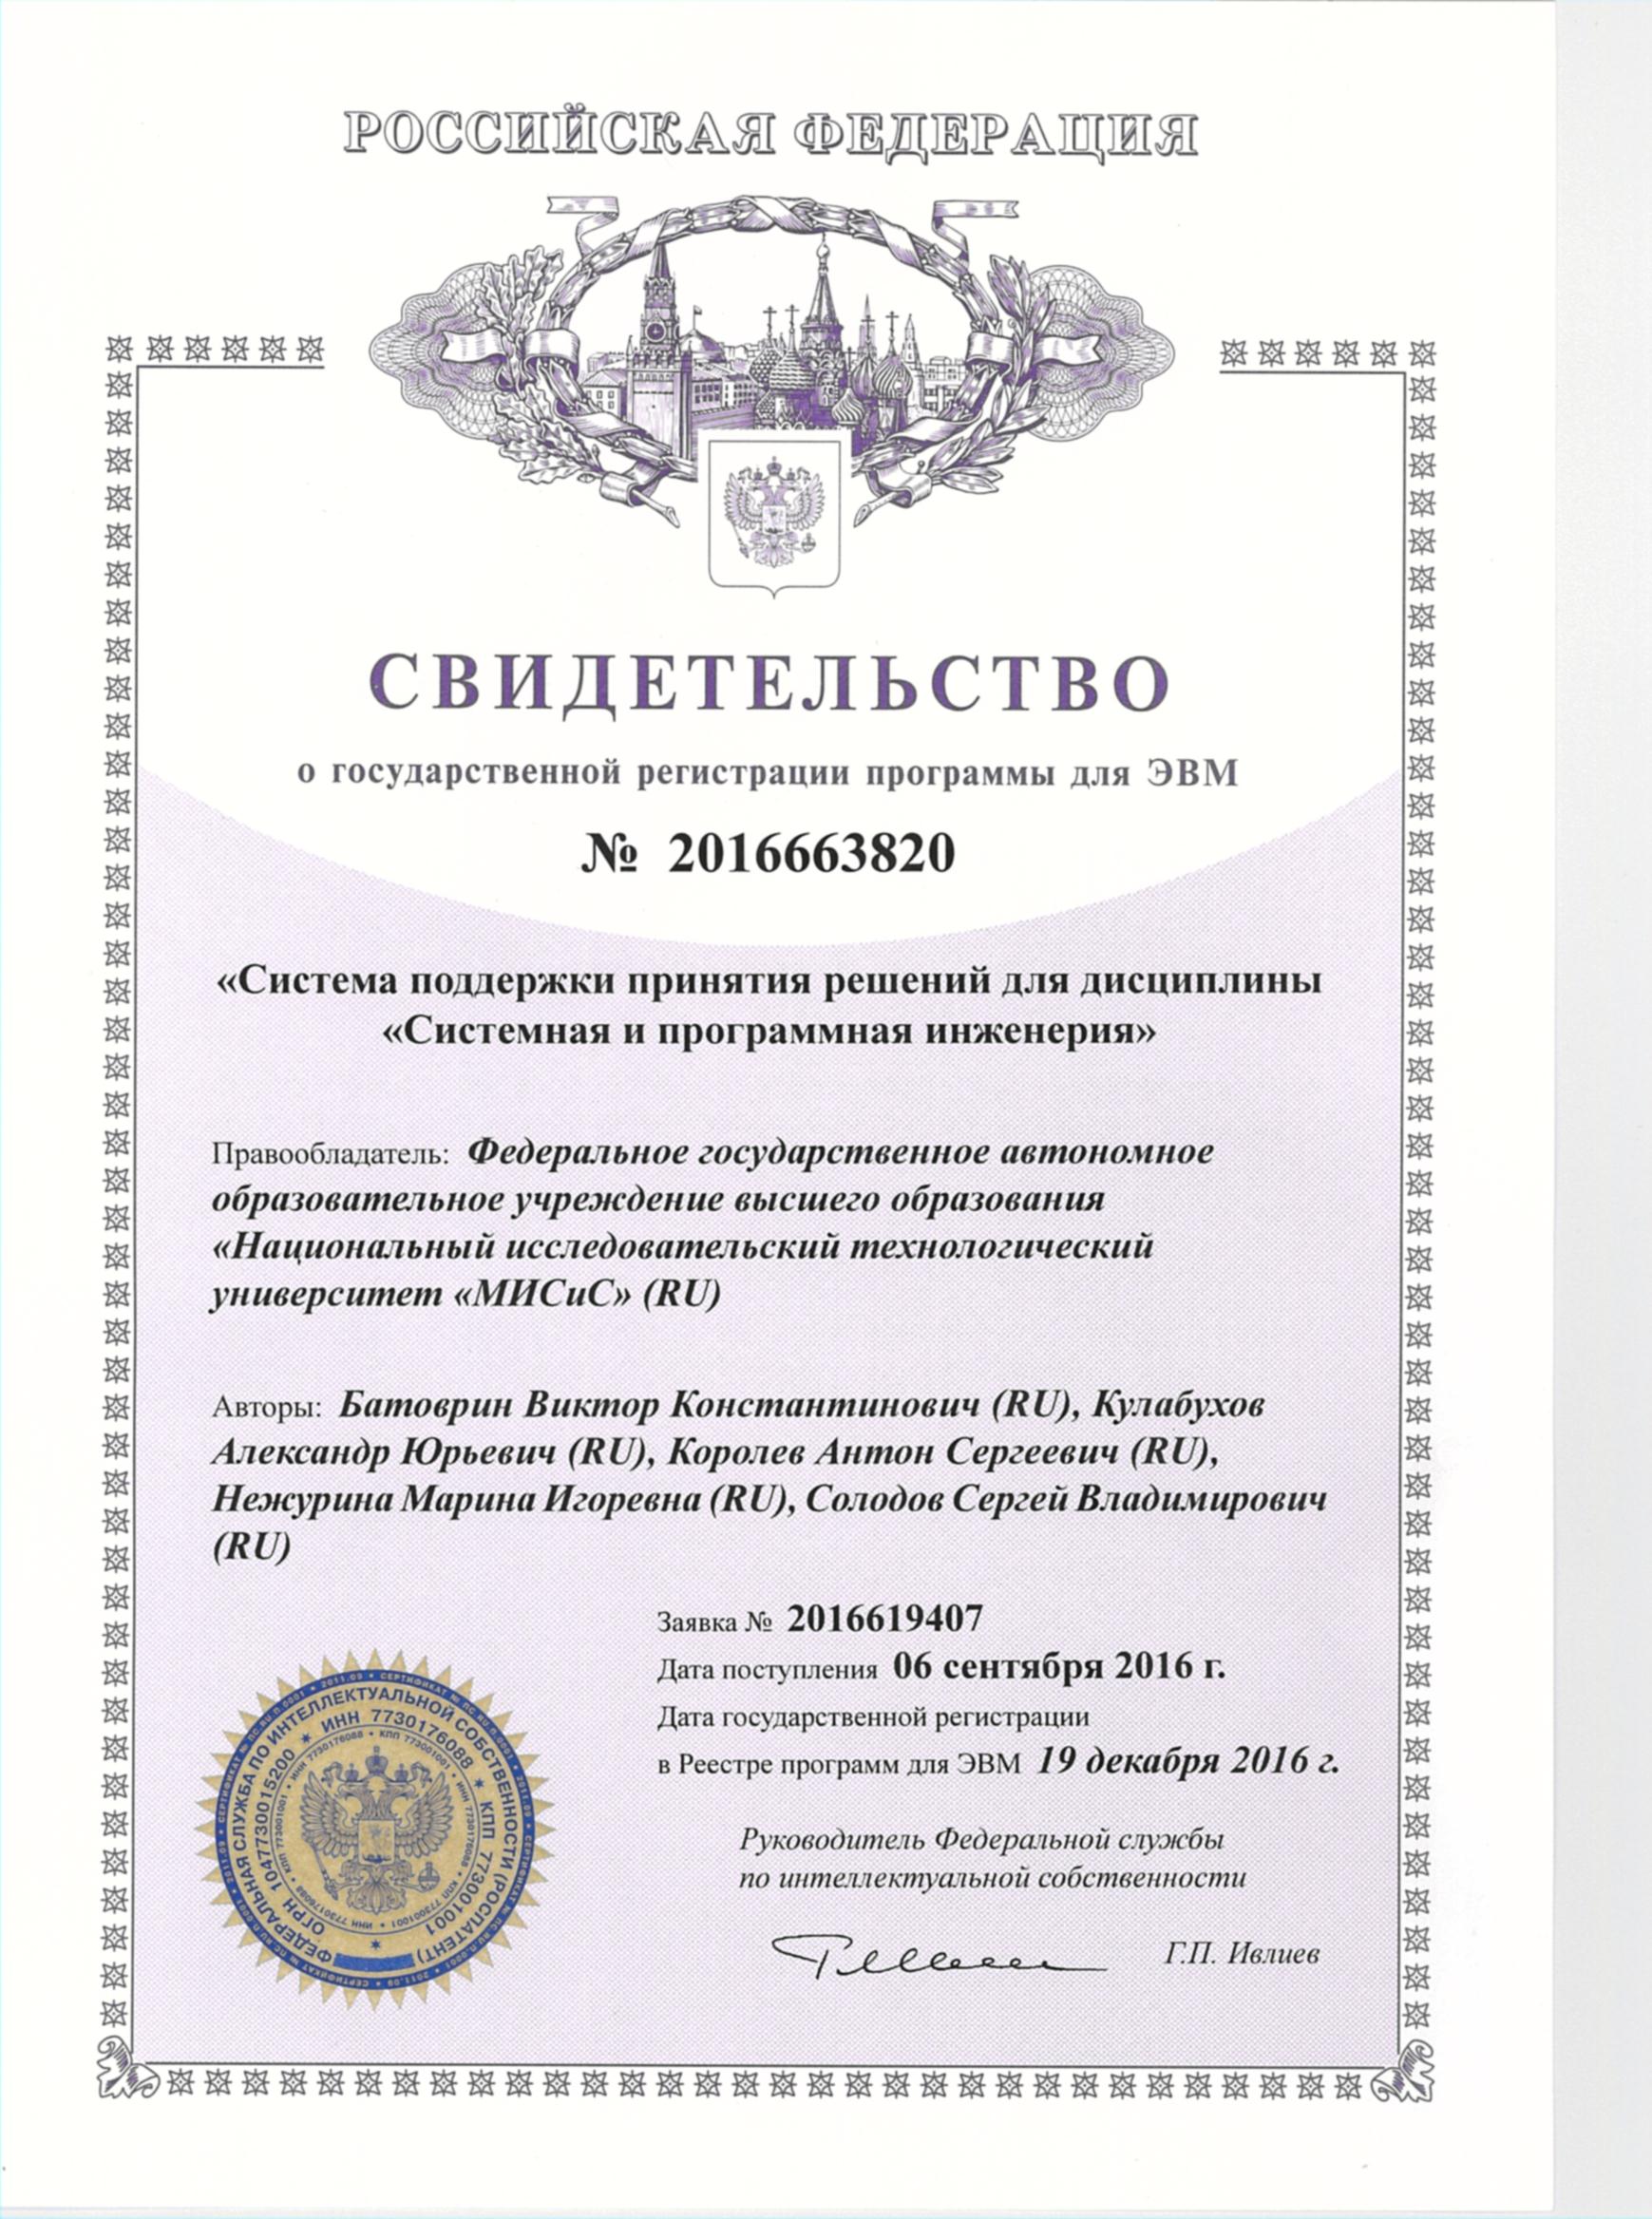 РОССИЙСКАЯ ФЕДЕРАЦИЯ
СВИДЕТЕЛЬСТВО
о государственной регистрации программы для ЭВМ
№ 2016663820
«Система поддержки принятия решений для дисциплины
«Системная и программная инженерия»
Правообладатель: Федеральное государственное автономное
образовательное учреждение высшего образования
«Национальный исследовательский технологический
университет «МИСиС» (RU)
Авторы: Батоврин Виктор Константинович (RU), Кулабухов
Александр Юрьевич (RU), Королев Антон Сергеевич (RU),
Нежурина Марина Игоревна (RU), Солодов Сергей Владимирович
(RU)
Заявка № 2016619407
Дата поступления 06 сентября 2016 г.
Дата государственной регистрации
в Реестре программ для ЭВМ 19 декабря 2016 г.
Руководитель Федеральной службы
по интеллектуальной собственности
Г.П. Ивлиев
ФЕДЕРАЛЬНАЯ СЛУЖБА ПО ИНТЕЛЛЕКТУАЛЬНОЙ СОБСТВЕННОСТИ (РОСПАТЕНТ)
ОГРН 1047730015200 * ИНН 7730176088 * КПП 773001001